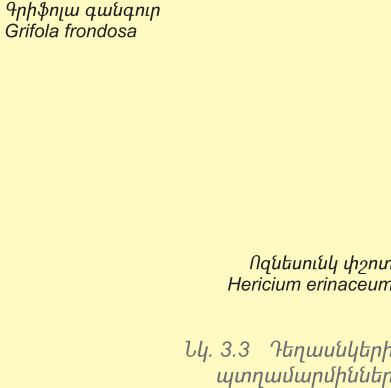 Գրիֆոլա գանգուր
Grifola frondosa
Ոզնեսունկ փշոտ
Hericium erinaceum
Նկ. 3.3 Դեղասնկերի
պտղամարմիններ